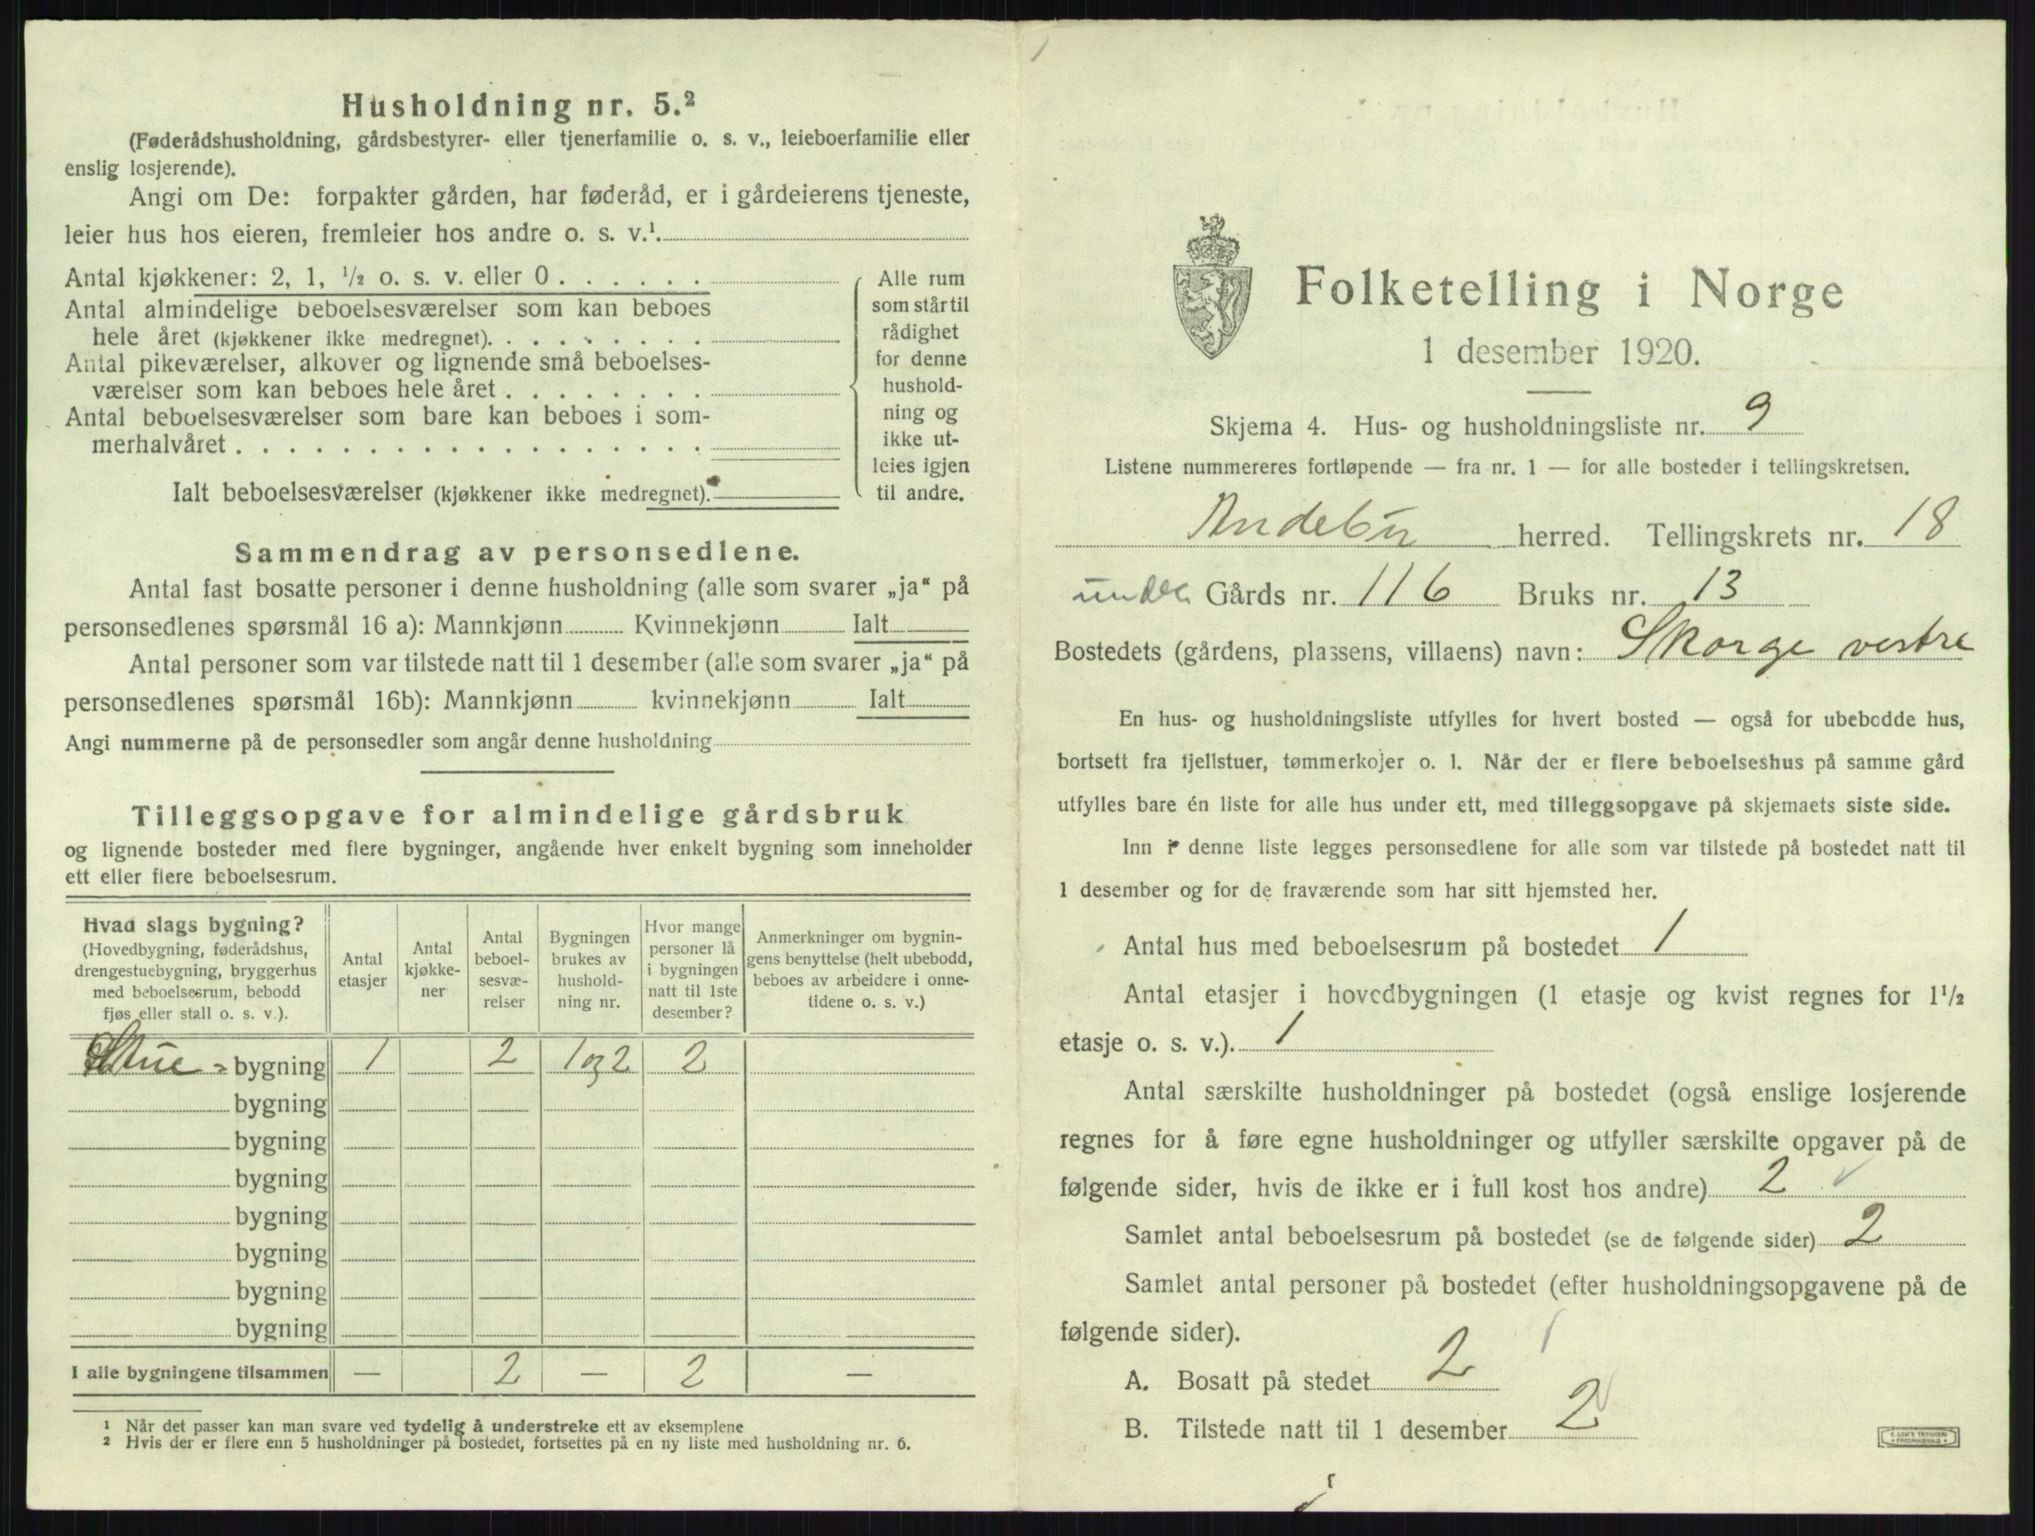 Husholdning nr. 5.²
(Føderådshusholdning, gårdsbestyrer- eller tjenerfamilie o. s. v., leieboerfamilie eller
enslig losjerende).
Angi om De: forpakter gården, har føderåd, er i gårdeierens tjeneste,
leier hus hos eieren, fremleier hos andre o. s. v.¹.
Antal kjøkkener: 2, 1, ½ o. s. v. eller 0 . . . . . .
Antal almindelige beboelsesværelser som kan beboes
hele året (kjøkkener ikke medregnet). . . . . . . . .
Antal pikeværelser, alkover og lignende små beboelses-
værelser som kan beboes hele året . . . . . . . .
Antal beboelsesværelser som bare kan beboes i som-
merhalvåret . . . . . . . . . . . . . . . . . .
Ialt beboelsesværelser (kjøkkener ikke medregnet).
Alle rum
som står til
rådighet
for denne
hushold-
ning og
ikke ut-
leies igjen
til andre.
Sammendrag av personsedlene.
Antal fast bosatte personer i denne husholdning (alle som svarer „ja“ på
personsedlenes spørsmål 16 a): Mannkjønn Kvinnekjønn Ialt
Antal personer som var tilstede natt til 1 desember (alle som svarer „ja“ på
personsedlenes spørsmål 16b): Mannkjønn kvinnekjønn Ialt
Angi nummerne på de personsedler som angår denne husholdning
Tilleggsopgave for almindelige gårdsbruk
og lignende bosteder med flere bygninger, angående hver enkelt bygning som inneholder
ett eller flere beboelsesrum.
Hvad slags bygning?
(Hovedbygning, føderådshus,
drengestuebygning, bryggerhus
med beboelsesrum, bebodd
fjøs eller stall o. s. v.).
Antal
etasjer
Antal
kjøkke-
ner
Antal
beboel-
sesvæ-
relser
Bygningen
brukes av
hushold-
ning nr.
Hvor mange
personer lå
i bygningen
natt til 1ste
desember?
Anmerkninger om bygnin-
gens benyttelse (helt ubebodd,
beboes av arbeidere i onne-
tidene o. s. v.)
Stue - bygning 1 2 1 og 2 2
bygning
bygning
bygning
bygning
bygning
bygning
bygning
I alle bygningene tilsammen — 2 — 2 —
¹ Når det passer kan man svare ved tydelig å understreke ett av eksemplene
² Hvis der er flere enn 5 husholdninger på bostedet, fortsettes på en ny liste med husholdning nr. 6.
Folketelling i Norge
1 desember 1920.
Skjema 4. Hus- og husholdningsliste nr. 9
Listene nummereres fortløpende — fra nr. 1 — for alle bosteder i tellingskretsen.
Andebu herred. Tellingskrets nr. 18
under Gårds nr. 116 Bruks nr. 13
Bostedets (gårdens, plassens, villaens) navn: Skorge vestre
En hus- og husholdningsliste utfylles for hvert bosted — også for ubebodde hus,
bortsett fra fjellstuer, tømmerkojer o. l. Når der er flere beboelseshus på samme gård
utfylles bare én liste for alle hus under ett, med tilleggsopgave på skjemaets siste side.
Inn i denne liste legges personsedlene for alle som var tilstede på bostedet natt til
1 desember og for de fraværende som har sitt hjemsted her.
Antal hus med beboelsesrum på bostedet 1
Antal etasjer i hovedbygningen (1 etasje og kvist regnes for 1½
etasje o. s. v.). 1
Antal særskilte husholdninger på bostedet (også enslige losjerende
regnes for å føre egne husholdninger og utfyller særskilte opgaver på de
følgende sider, hvis de ikke er i full kost hos andre) 2
Samlet antal beboelsesrum på bostedet (se de følgende sider) 2
Samlet antal personer på bostedet (efter husholdningsopgavene på de
følgende sider).
A. Bosatt på stedet 2
B. Tilstede natt til 1 desember 2